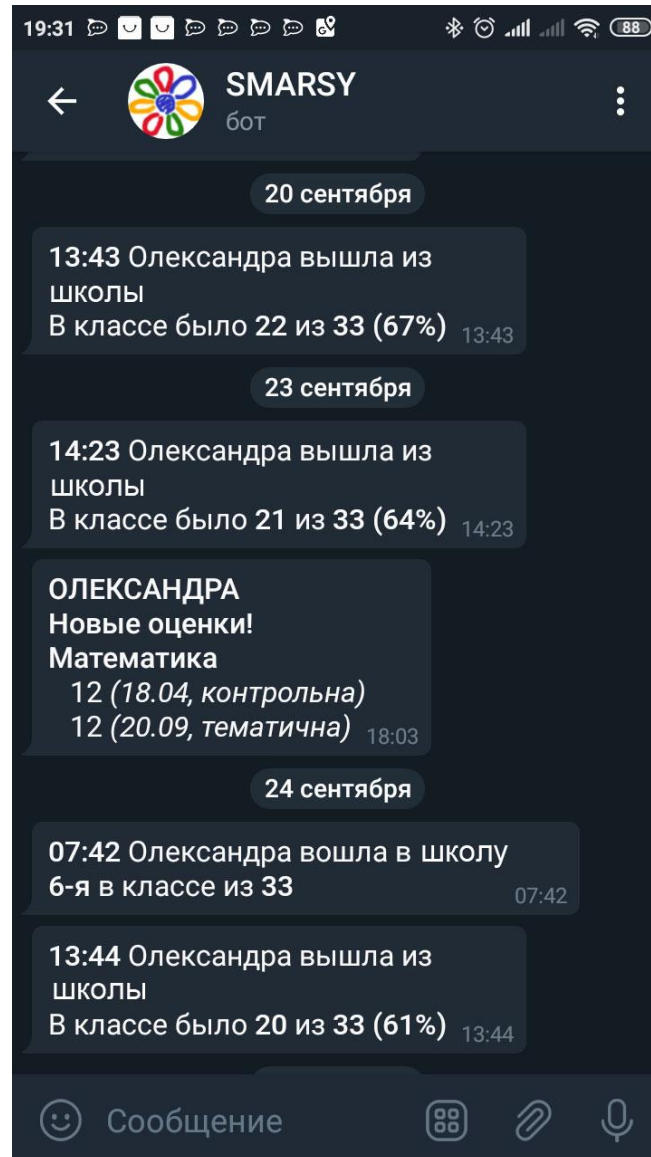 19:31
88
SMARSY
бот
20 сентября
13:43 Олександра вышла из
школы
В классе было 22 из 33 (67%) 13:43
23 сентября
14:23 Олександра вышла из
школы
В классе было 21 из 33 (64%) 14:23
ОЛЕКСАНДРА
Новые оценки!
Математика
12 (18.04, контрольна)
12 (20.09, тематична) 18:03
24 сентября
07:42 Олександра вошла в школу
6-я в классе из 33 07:42
13:44 Олександра вышла из
школы
В классе было 20 из 33 (61%) 13:44
Сообщение